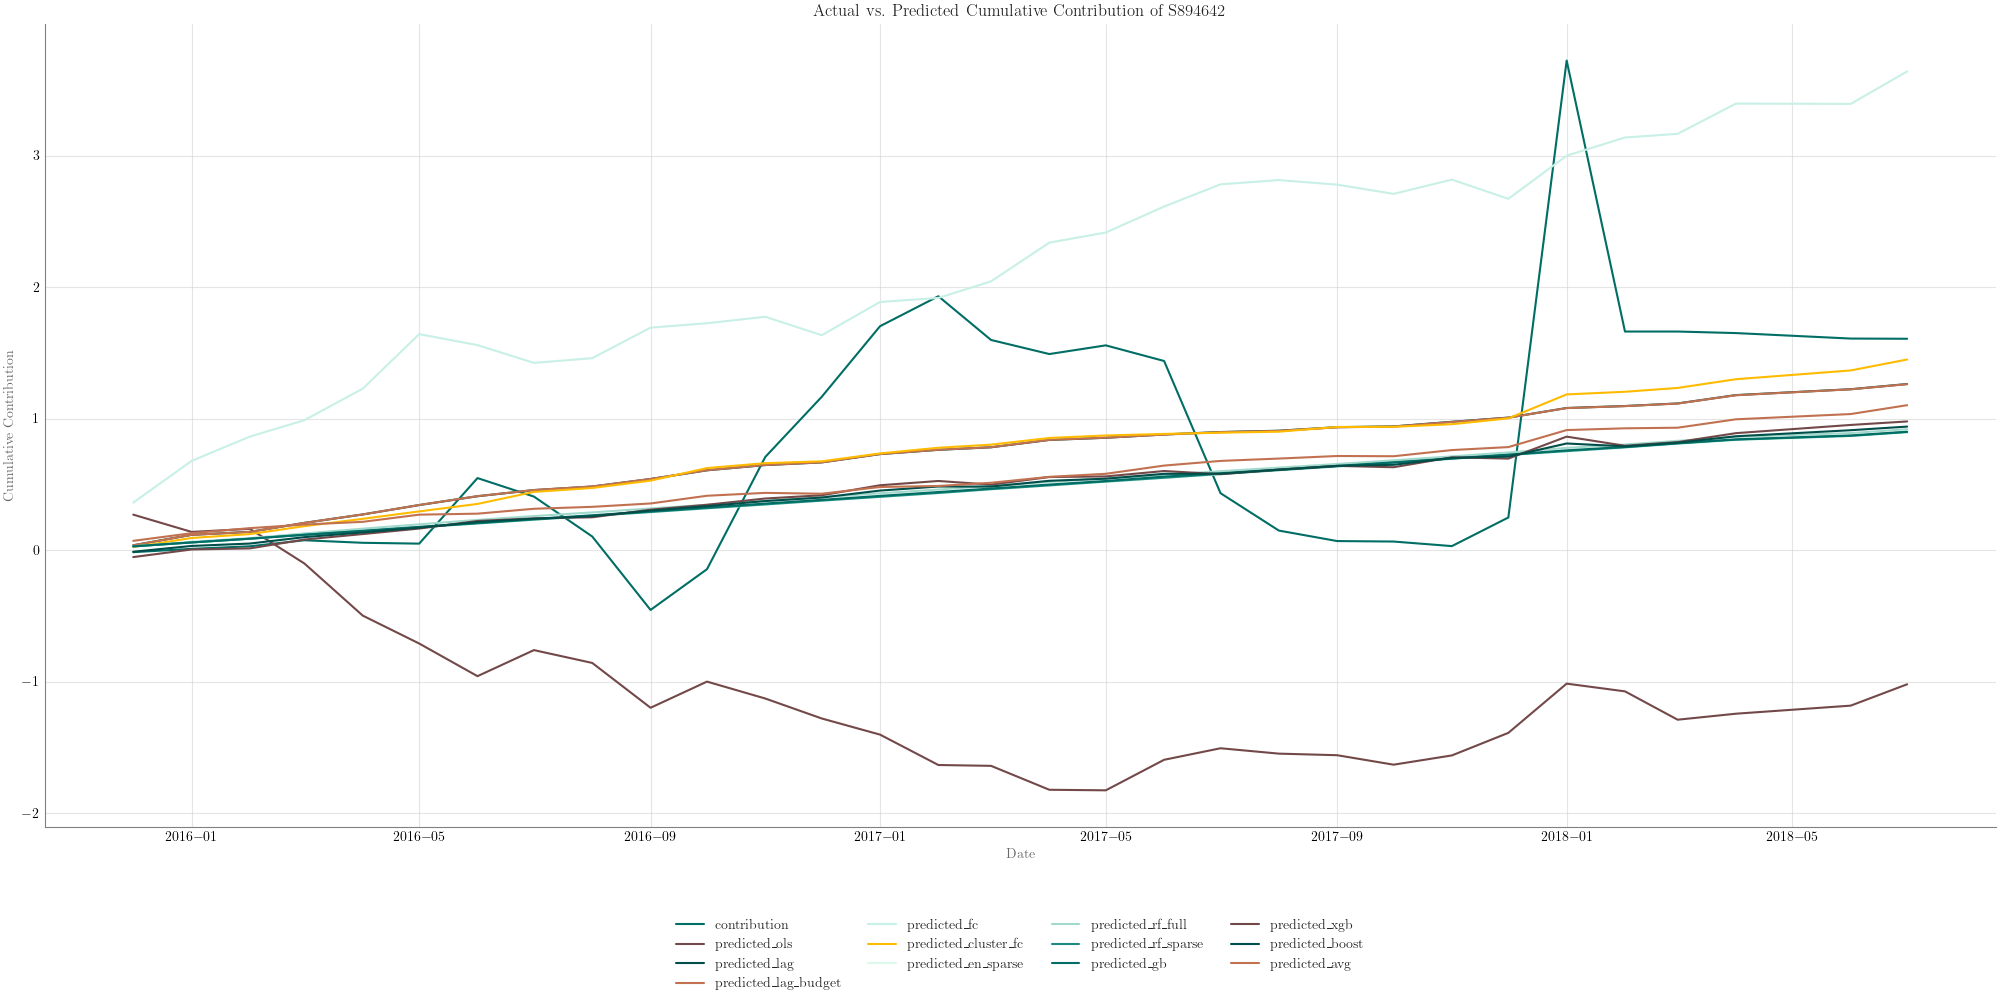 Actual vs. Predicted Cumulative Contribution of S894642
Cumulative Contribution
3
2
1
0
−1
−2
2016−01
2016−05
2016−09
2017−01
2017−05
2017−09
2018−01
2018−05
Date
contribution
predicted_ols
predicted_lag
predicted_lag_budget
predicted_fc
predicted_cluster_fc
predicted_en_sparse
predicted_rf_full
predicted_rf_sparse
predicted_gb
predicted_xgb
predicted_boost
predicted_avg